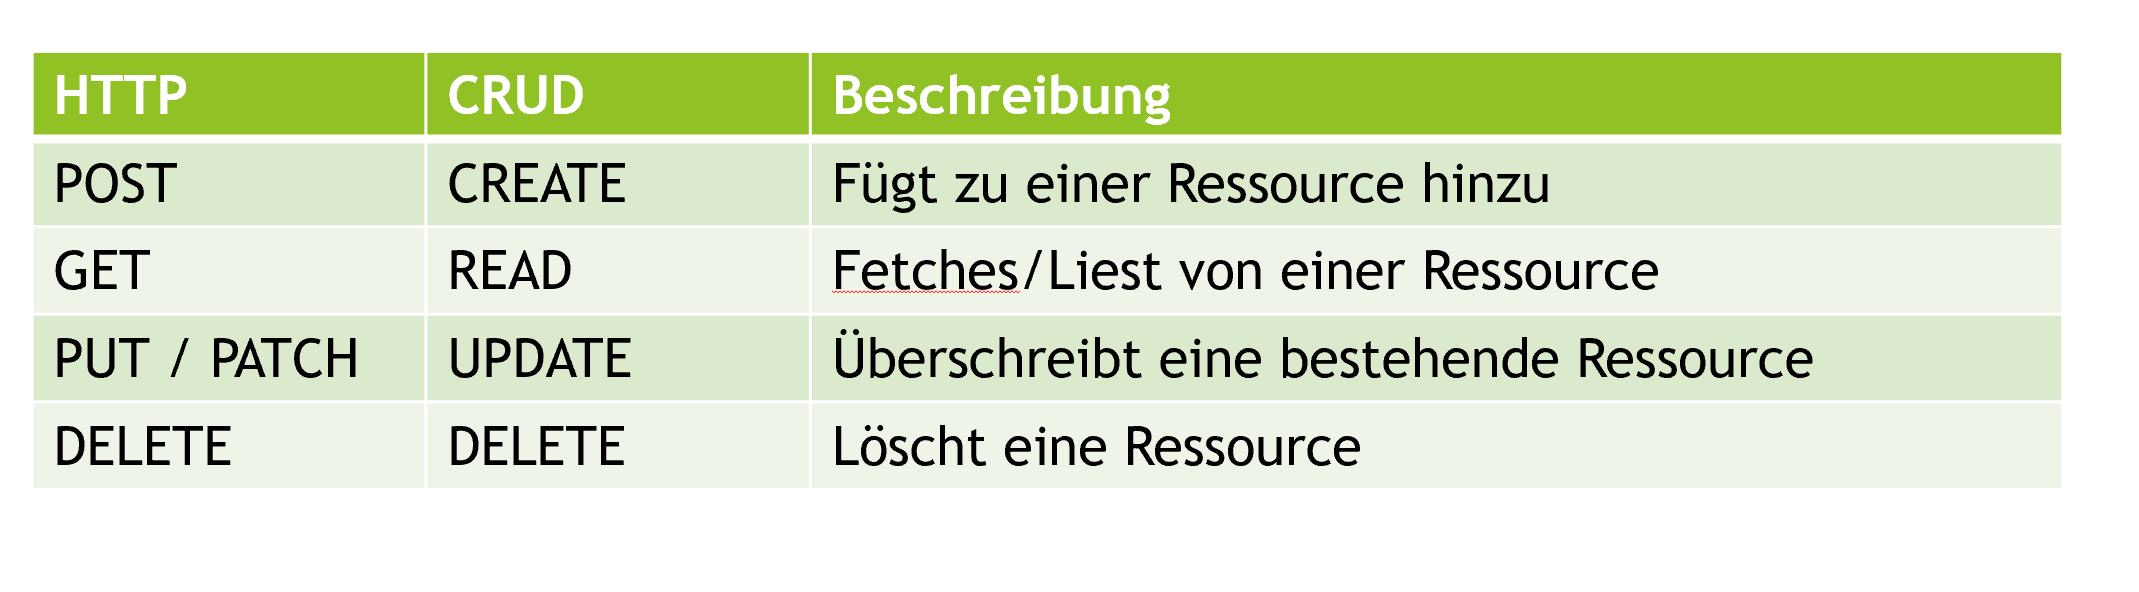 HTTP CRUD Beschreibung
POST CREATE Fügt zu einer Ressource hinzu
GET READ Fetches/Liest von einer Ressource
PUT / PATCH UPDATE Überschreibt eine bestehende Ressource
DELETE DELETE Löscht eine Ressource